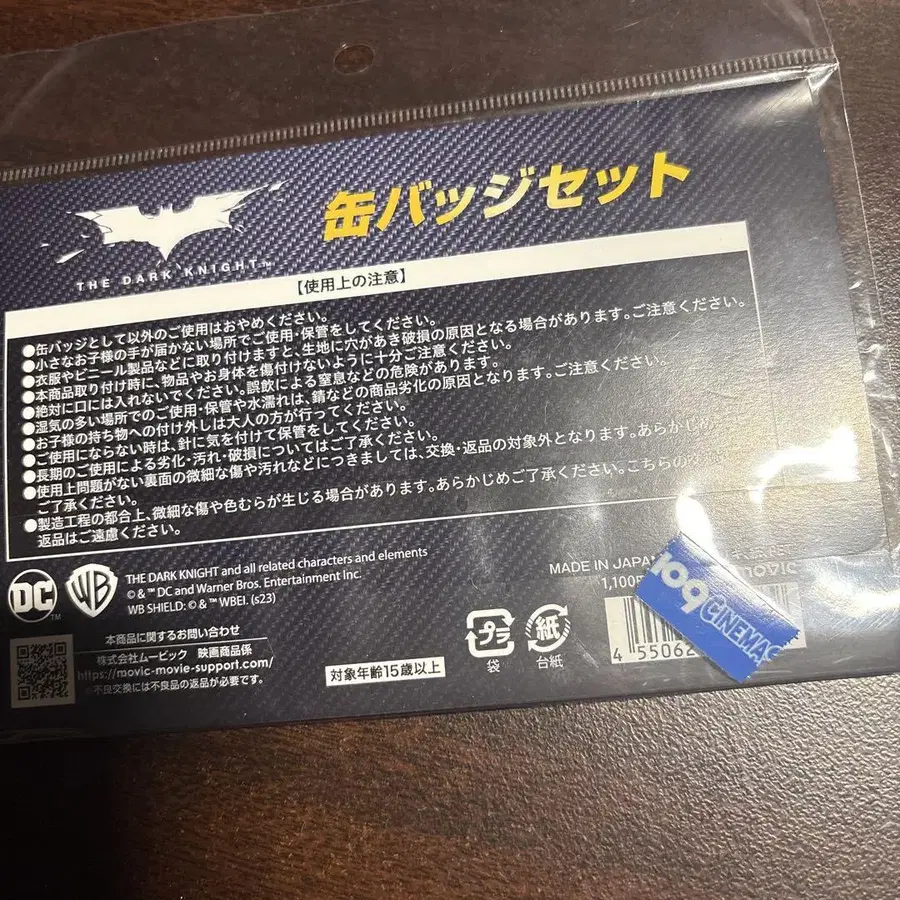 缶バッジセット
THE DARK KNIGHT™
【使用上の注意】
●缶バッジとして以外のご使用はおやめください。
●小さなお子様の手が届かない場所でご使用・保管をしてください。
●衣服やビニール製品などに取り付けますと、生地に穴があき破損の原因となる場合があります。ご注意ください。
●本商品取り付け時に、物品やお身体を傷付けないように十分ご注意ください。
●絶対に口には入れないでください。誤飲による窒息などの危険があります。
●湿気の多い場所でのご使用・保管や水濡れは、錆などの商品劣化の原因となります。ご注意ください。
●お子様の持ち物への付け外しは大人の方が行ってください。
●ご使用にならない時は、針に気を付けて保管をしてください。
●長期のご使用による劣化・汚れ・破損についてはご了承ください。
●使用上問題がない裏面の微細な傷や汚れなどにつきましては、交換・返品の対象外となります。あらかじめ
ご了承ください。
●製造工程の都合上、微細な傷や色むらが生じる場合があります。あらかじめご了承ください。こちらの
返品はご遠慮ください。
DC™
WB
THE DARK KNIGHT and all related characters and elements
© & ™ DC and Warner Bros. Entertainment Inc.
WB SHIELD: © & ™ WBEI. (s23)
MADE IN JAPAN
1,100
109 CINEMAS
4 55062
本商品に関するお問い合わせ
株式会社ムービック 映画商品係
https://movic-movie-support.com/
※不良交換には不良品の返品が必要です。
対象年齢15歳以上
プラ
袋
紙
台紙